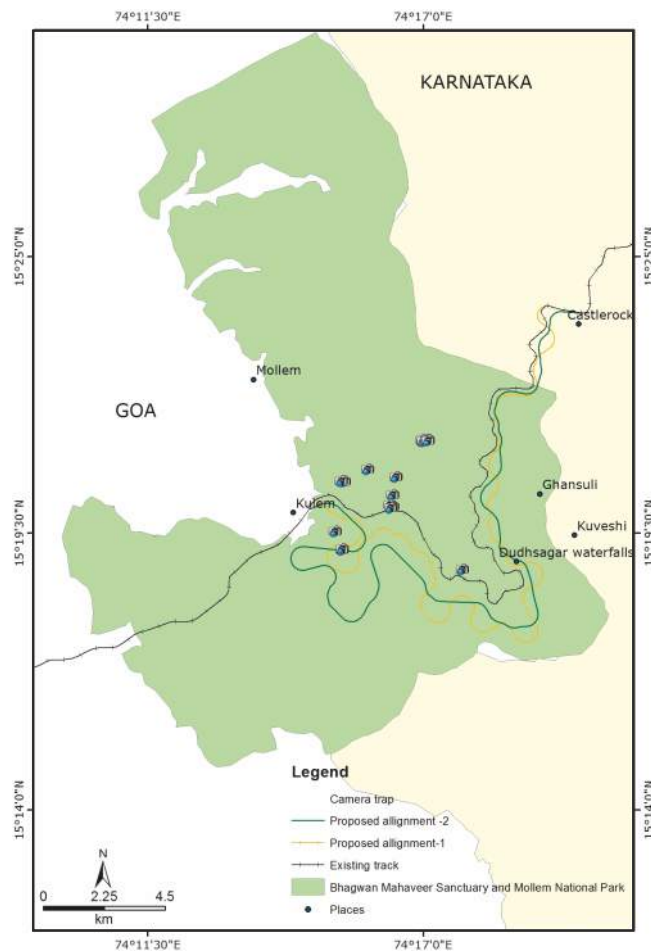 74°11'30"E
74°17'0"E
KARNATAKA
15°25'0"N
15°25'0"N
Castlerock
Mollem
GOA
Ghansuli
Kulem
Kuveshi
15°19'30"N
15°19'30"N
Dudhsagar waterfalls
Legend
Camera trap
15°14'0"N
15°14'0"N
Proposed allignment -2
Proposed allignment-1
N
Existing track
0 2.25 4.5
Bhagwan Mahaveer Sanctuary and Mollem National Park
km
Places
74°11'30"E
74°17'0"E